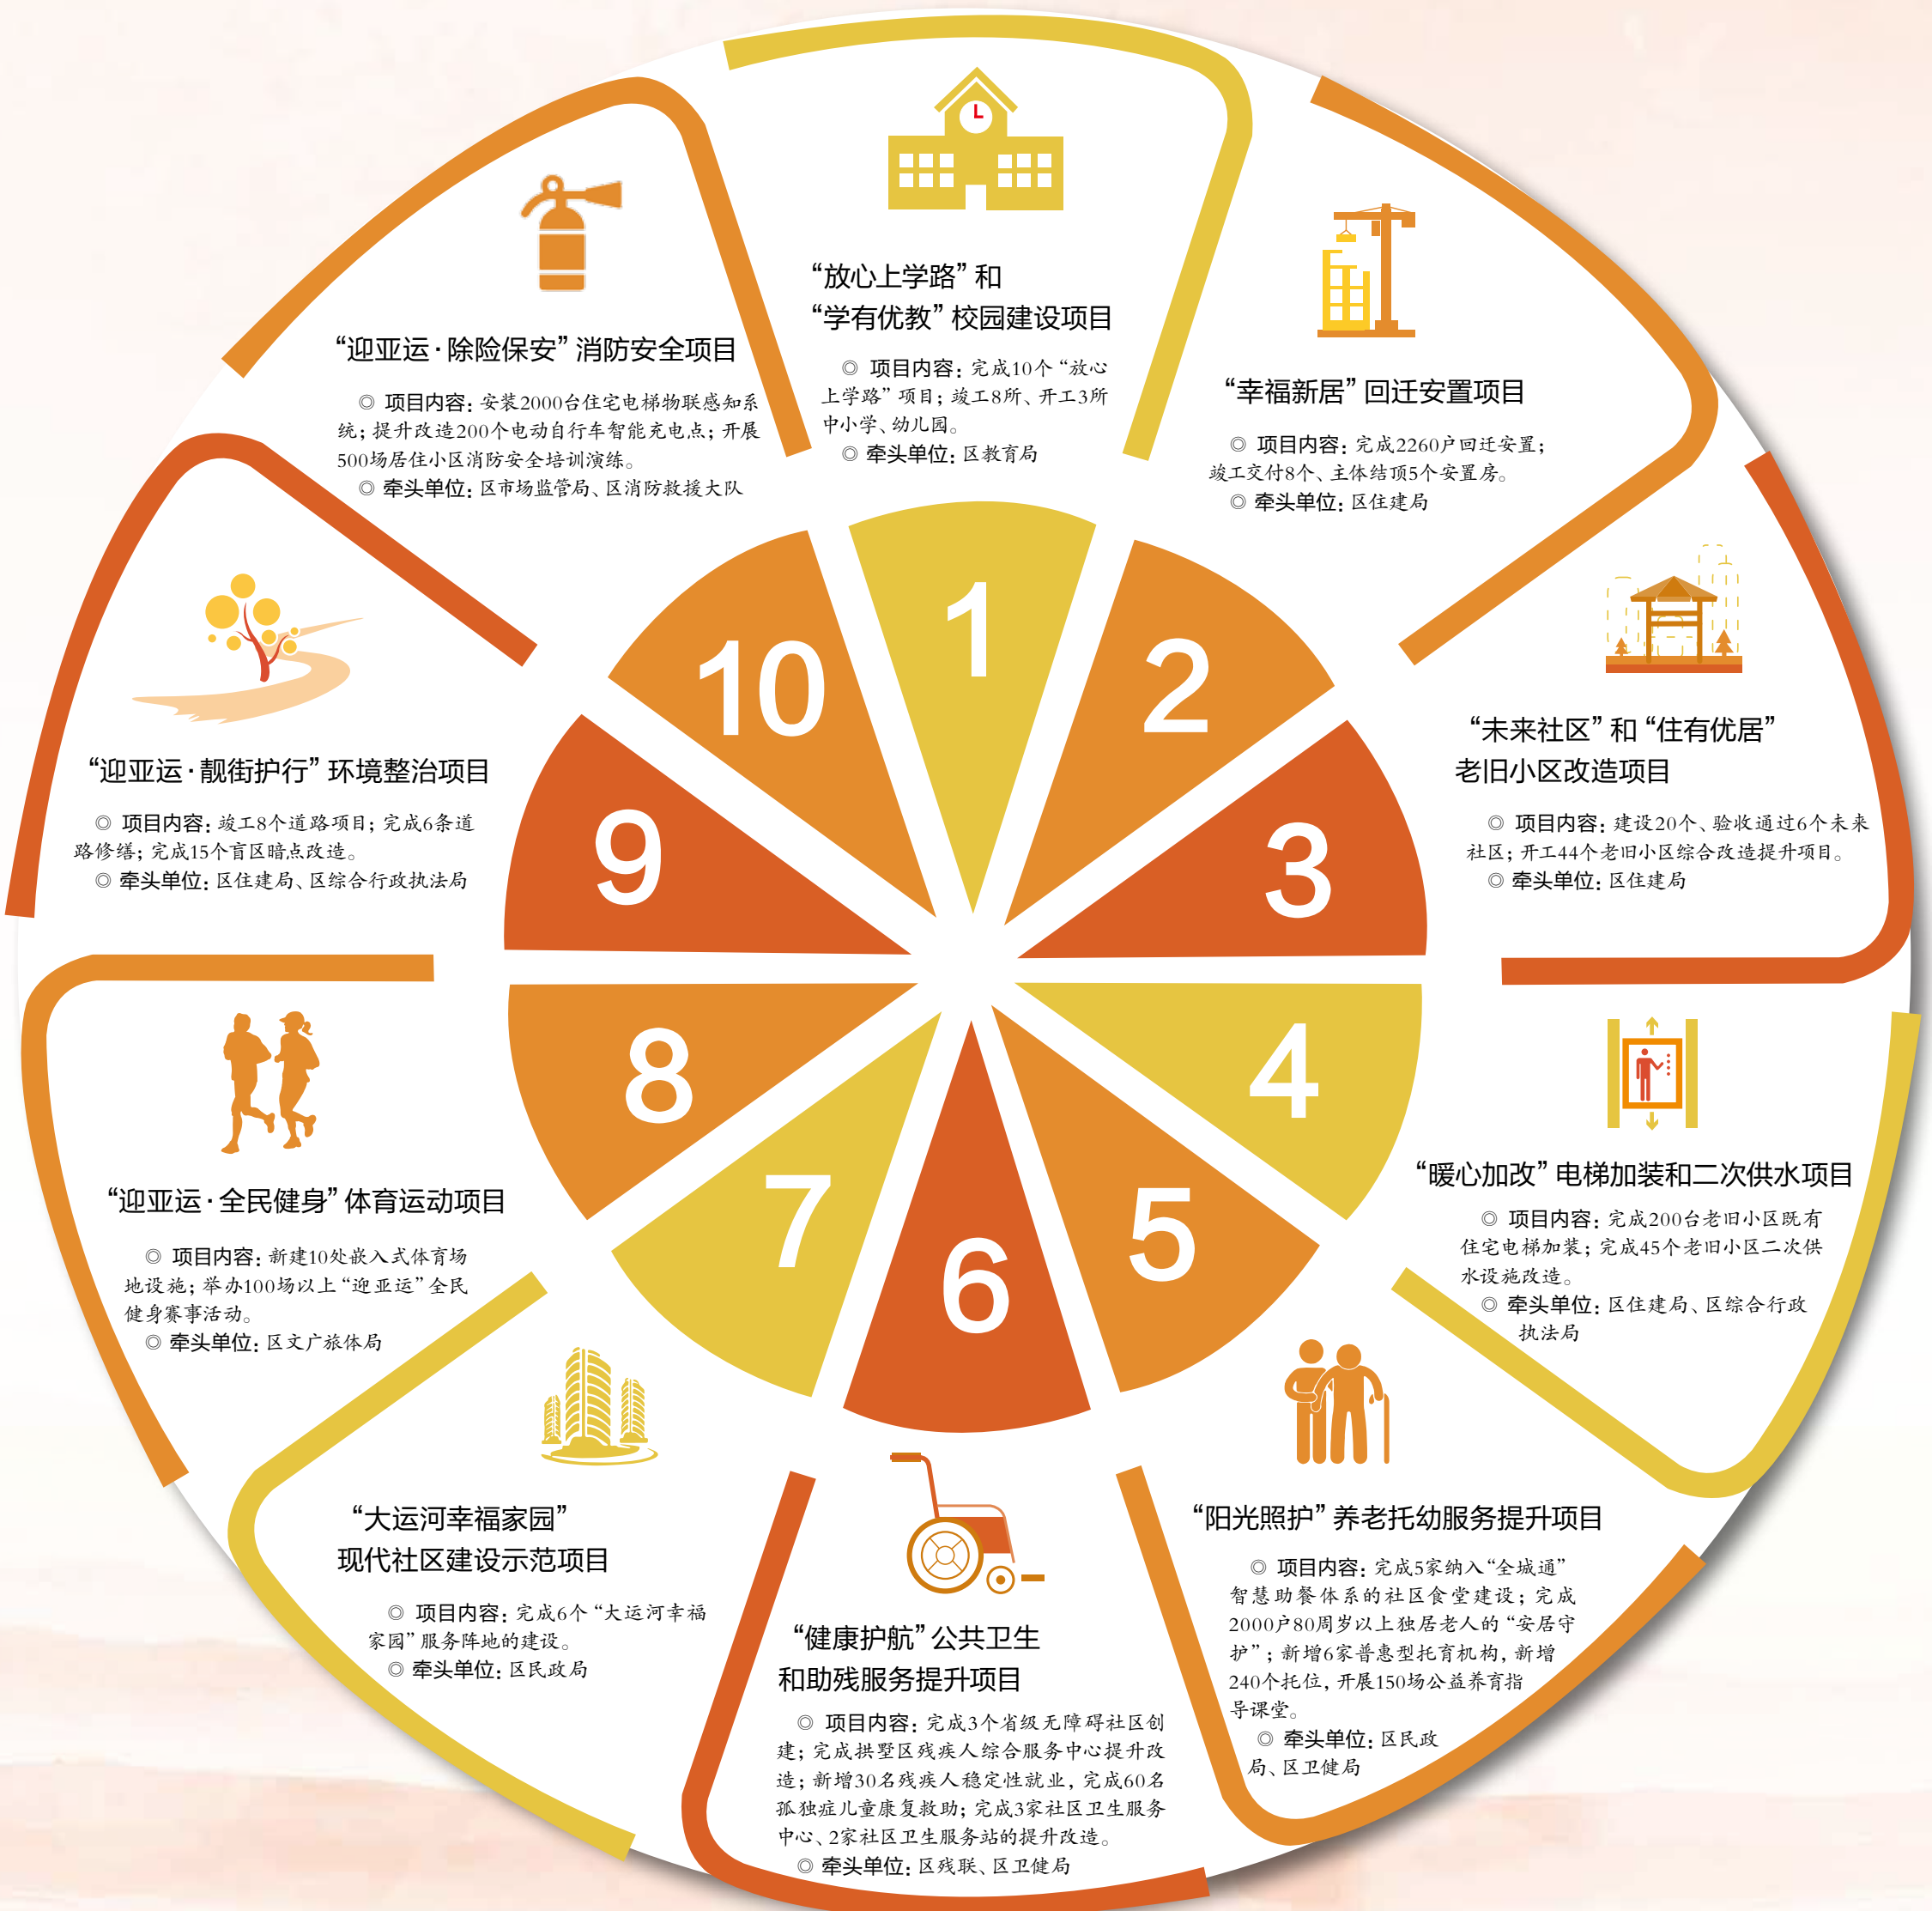 “放心上学路”和
“学有优教”校园建设项目
◎ 项目内容：完成10个“放心
上学路”项目；竣工8所、开工3所
中小学、幼儿园。
◎ 牵头单位：区教育局
“幸福新居”回迁安置项目
◎ 项目内容：完成2260户回迁安置；
竣工交付8个、主体结顶5个安置房。
◎ 牵头单位：区住建局
“未来社区”和“住有优居”
老旧小区改造项目
◎ 项目内容：建设20个、验收通过6个未来
社区；开工44个老旧小区综合改造提升项目。
◎ 牵头单位：区住建局
“暖心加改”电梯加装和二次供水项目
◎ 项目内容：完成200台老旧小区既有
住宅电梯加装；完成45个老旧小区二次供
水设施改造。
◎ 牵头单位：区住建局、区综合行政
执法局
“阳光照护”养老托幼服务提升项目
◎ 项目内容：完成5家纳入“全城通”
智慧助餐体系的社区食堂建设；完成
2000户80周岁以上独居老人的“安居守
护”；新增6家普惠型托育机构，新增
240个托位，开展150场公益养育指
导课堂。
◎ 牵头单位：区民政
局、区卫健局
“健康护航”公共卫生
和助残服务提升项目
◎ 项目内容：完成3个省级无障碍社区创
建；完成拱墅区残疾人综合服务中心提升改
造；新增30名残疾人稳定性就业，完成60名
孤独症儿童康复救助；完成3家社区卫生服务
中心、2家社区卫生服务站的提升改造。
◎ 牵头单位：区残联、区卫健局
“大运河幸福家园”
现代社区建设示范项目
◎ 项目内容：完成6个“大运河幸福
家园”服务阵地的建设。
◎ 牵头单位：区民政局
“迎亚运·全民健身”体育运动项目
◎ 项目内容：新建10处嵌入式体育场
地设施；举办100场以上“迎亚运”全民
健身赛事活动。
◎ 牵头单位：区文广旅体局
“迎亚运·靓街护行”环境整治项目
◎ 项目内容：竣工8个道路项目；完成6条道
路修缮；完成15个盲区暗点改造。
◎ 牵头单位：区住建局、区综合行政执法局
“迎亚运·除险保安”消防安全项目
◎ 项目内容：安装2000台住宅电梯物联感知系
统；提升改造200个电动自行车智能充电点；开展
500场居住小区消防安全培训演练。
◎ 牵头单位：区市场监管局、区消防救援大队
1
2
3
4
5
6
7
8
9
10